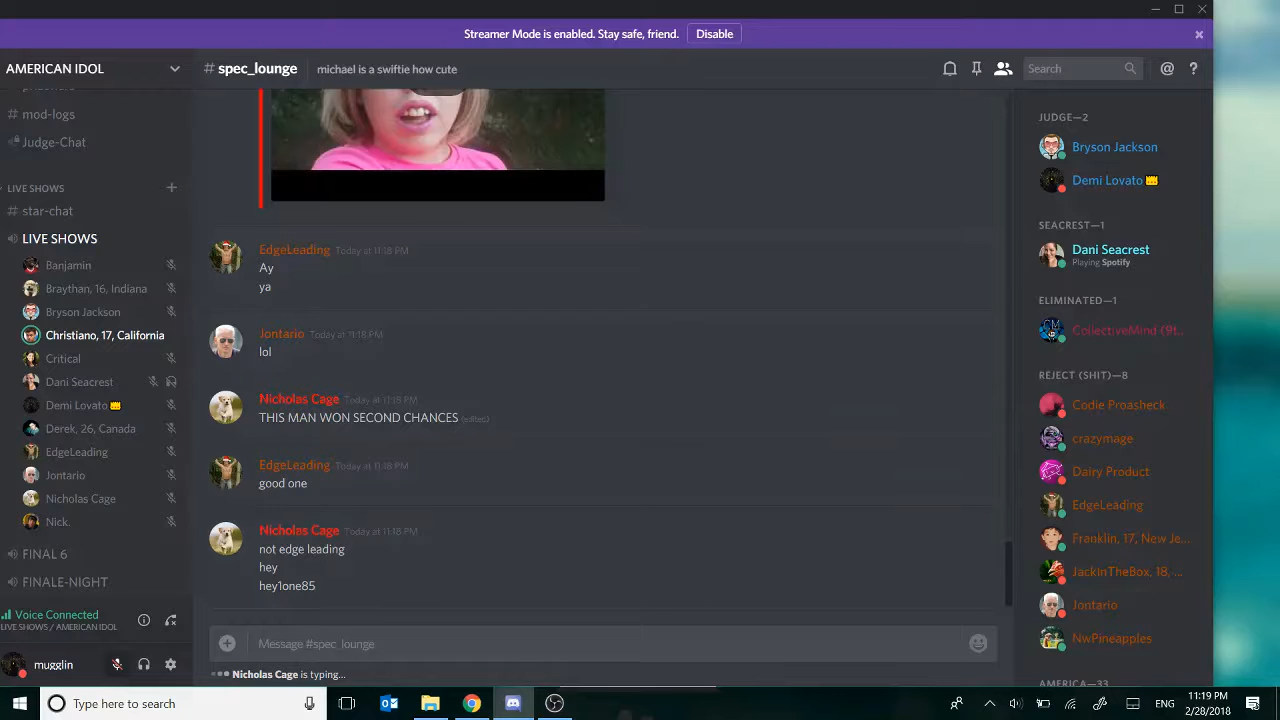 Streamer Mode is enabled. Stay safe, friend. Disable
AMERICAN IDOL
# spec_lounge
michael is a swiftie how cute
Search
@ ?
# mod-logs
Judge-Chat
LIVE SHOWS
# star-chat
LIVE SHOWS
Banjamin
Braythan, 16, Indiana
Bryson Jackson
Christiano, 17, California
Critical
Dani Seacrest
Demi Lovato
Derek, 26, Canada
EdgeLeading
Jontario
Nicholas Cage
Nick.
FINAL 6
FINALE-NIGHT
Voice Connected
LIVE SHOWS / AMERICAN IDOL
mugglin
EdgeLeading Today at 11:18 PM
Ay
ya
Jontario Today at 11:18 PM
lol
Nicholas Cage Today at 11:18 PM
THIS MAN WON SECOND CHANCES (edited)
EdgeLeading Today at 11:18 PM
good one
Nicholas Cage Today at 11:18 PM
not edge leading
hey
hey1one85
Message #spec_lounge
Nicholas Cage is typing...
JUDGE—2
Bryson Jackson
Demi Lovato
SEACREST—1
Dani Seacrest
Playing Spotify
ELIMINATED—1
CollectiveMind (9t...
REJECT (SHIT)—8
Codie Proasheck
crazymage
Dairy Product
EdgeLeading
Franklin, 17, New Je...
JackInTheBox, 18, ...
Jontario
NwPineapples
AMERICA—33
Type here to search
ENG
11:19 PM
2/28/2018